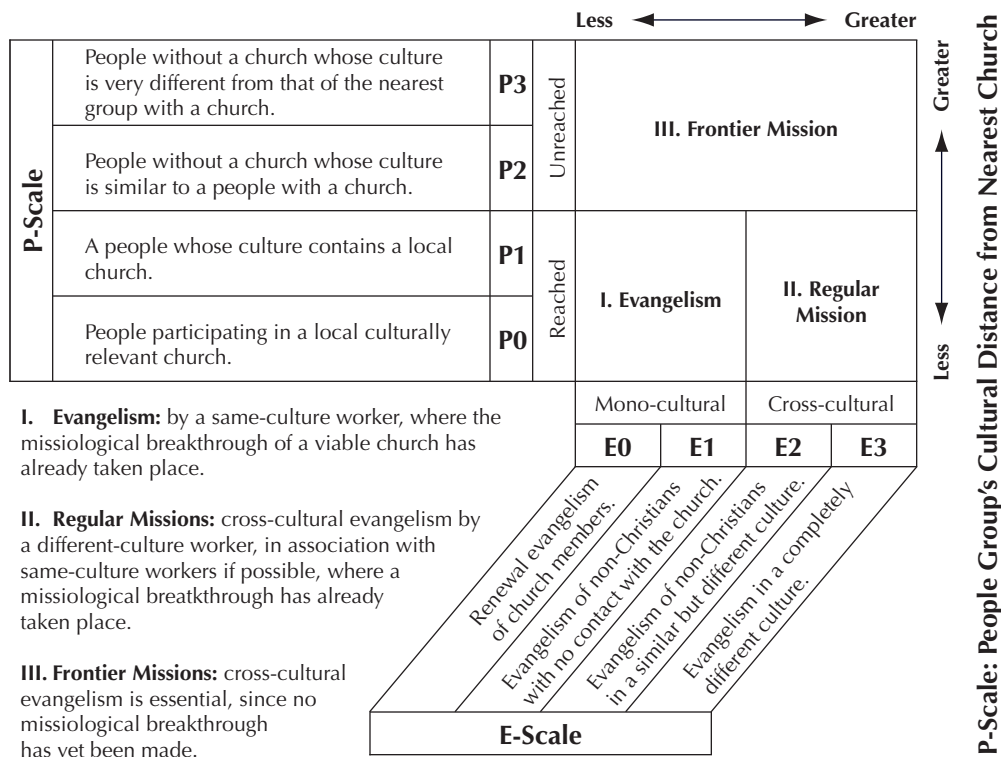 Less Greater
P-Scale
People without a church whose culture
is very different from that of the nearest
group with a church.
P3
People without a church whose culture
is similar to a people with a church.
P2
Unreached
III. Frontier Mission
A people whose culture contains a local
church.
P1
People participating in a local culturally
relevant church.
P0
Reached
I. Evangelism
II. Regular
Mission
Greater
Less
P-Scale: People Group's Cultural Distance from Nearest Church
Mono-cultural Cross-cultural
E0 E1 E2 E3
Renewal evangelism
of church members.
Evangelism of non-Christians
with no contact with the church.
Evangelism of non-Christians
in a similar but different culture.
Evangelism in a completely
different culture.
E-Scale
I. Evangelism: by a same-culture worker, where the
missiological breakthrough of a viable church has
already taken place.
II. Regular Missions: cross-cultural evangelism by
a different-culture worker, in association with
same-culture workers if possible, where a
missiological breatkthrough has already
taken place.
III. Frontier Missions: cross-cultural
evangelism is essential, since no
missiological breakthrough
has yet been made.